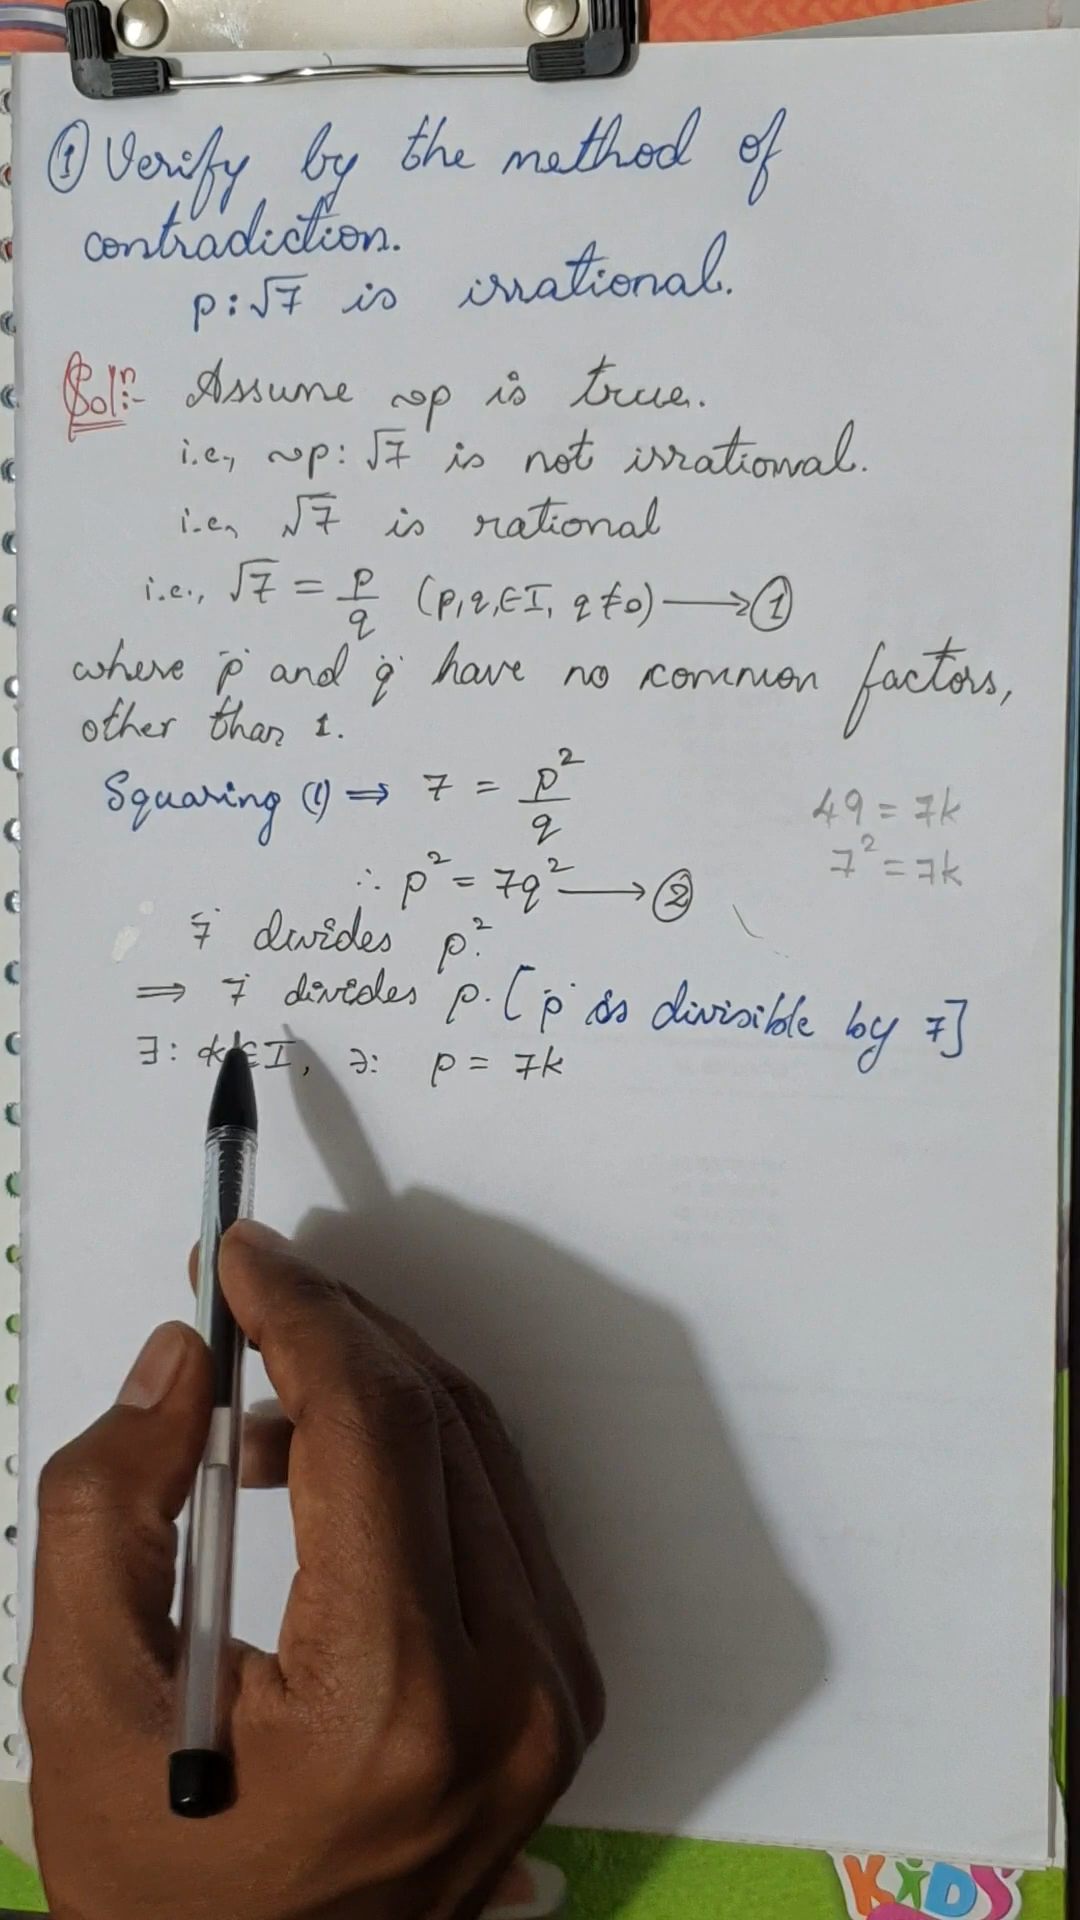 ① Verify by the method of
contradiction.
p : √7 is irrational.
Solⁿ:- Assume ~p is true.
i.e., ~p : √7 is not irrational.
i.e, √7 is rational
i.e., √7 = p/q (p, q, ∈ I, q ≠ 0) ⟶ ①
where p and q have no common factors,
other than 1.
Squaring (1) ⇒ 7 = p²/q
49 = 7k
7² = 7k
∴ p² = 7q² ⟶ ②
7 divides p².
⇒ 7 divides p. [p is divisible by 7]
∃: k ∈ I, ∋: p = 7k
KiDS